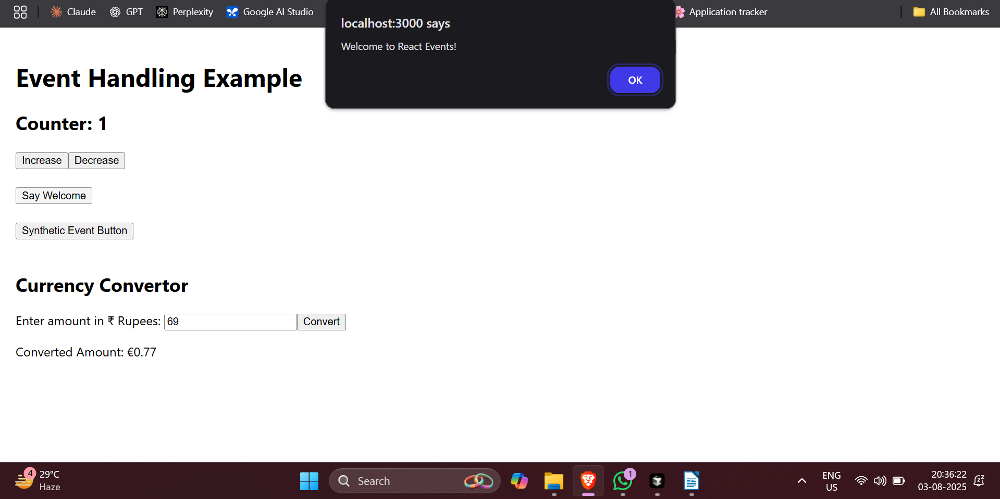 Claude GPT Perplexity Google AI Studio Application tracker All Bookmarks
localhost:3000 says
Welcome to React Events!
OK
Event Handling Example
Counter: 1
Increase Decrease
Say Welcome
Synthetic Event Button
Currency Convertor
Enter amount in ₹ Rupees: 69 Convert
Converted Amount: €0.77
4 29°C
Haze
Search
1
ENG
US
20:36:22
03-08-2025